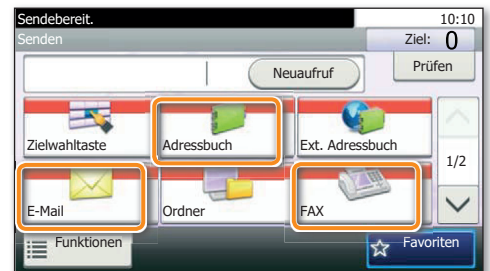 Sendebereit. 10:10
Senden Ziel: 0
Neuaufruf Prüfen
Zielwahltaste Adressbuch Ext. Adressbuch
1/2
E-Mail Ordner FAX
Funktionen Favoriten